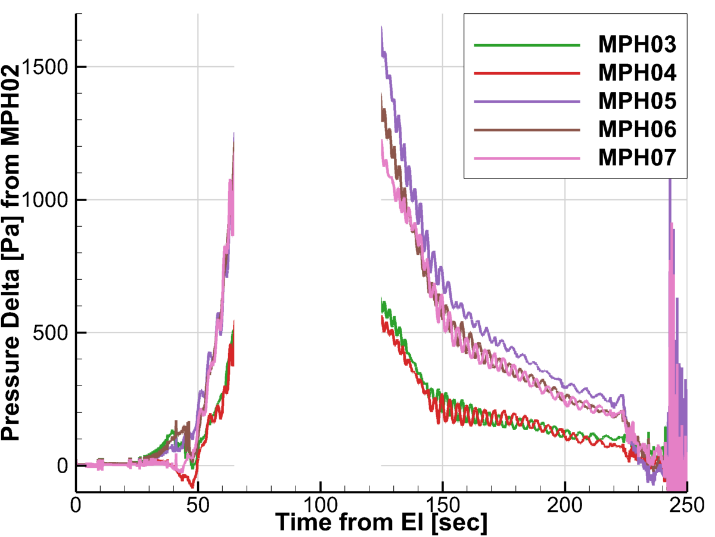 Pressure Delta [Pa] from MPH02
1500
1000
500
0
MPH03
MPH04
MPH05
MPH06
MPH07
0 50 100 150 200 250
Time from EI [sec]